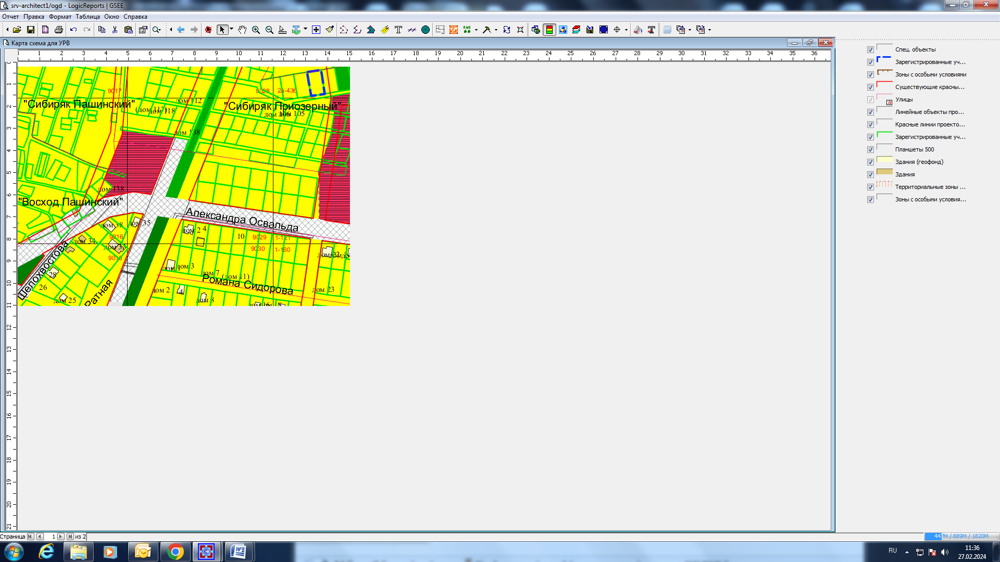 srv-architect1/ogd - LogicReports | GSEE
Отчет Правка Формат Таблица Окно Справка
Карта схема для УРВ
0 1 2 3 4 5 6 7 8 9 10 11 12 13 14 15 16 17 18 19 20 21 22 23 24 25 26 27 28 29 30 31 32 33 34 35 36
0
1
2
3
4
5
6
7
8
9
10
11
12
13
14
15
16
17
18
19
20
21
9017
9028 2а-436
дом 112
"Сибиряк Пашинский"
"Сибиряк Приозерный"
(дом 117)
дом 118
дом 106
дом 105
дом 138
дом 138
"Восход Пашинский"
Александра Освальда
дом 38
дом 35
дом 2
4
10
9029 1-121
9016
дом 34
дом 33
9030 1-160
9015
дом 22
дом 1
дом 3
дом 7
(дом 11)
Романа Сидорова
Шелохвостова
Ратная
28
26
дом 25
дом 2
4
дом 8
дом 16
дом 23
Спец. объекты
Зарегистрированные уч...
Зоны с особыми условиями
Существующие красны...
Улицы
Линейные объекты про...
Красные линии проекто...
Зарегистрированные уч...
Планшеты 500
Здания (геофонд)
Здания
Территориальные зоны ...
Зоны с особыми условия...
Страница 1 из 2
447M / 889M / 1820M
RU
11:36
27.02.2024